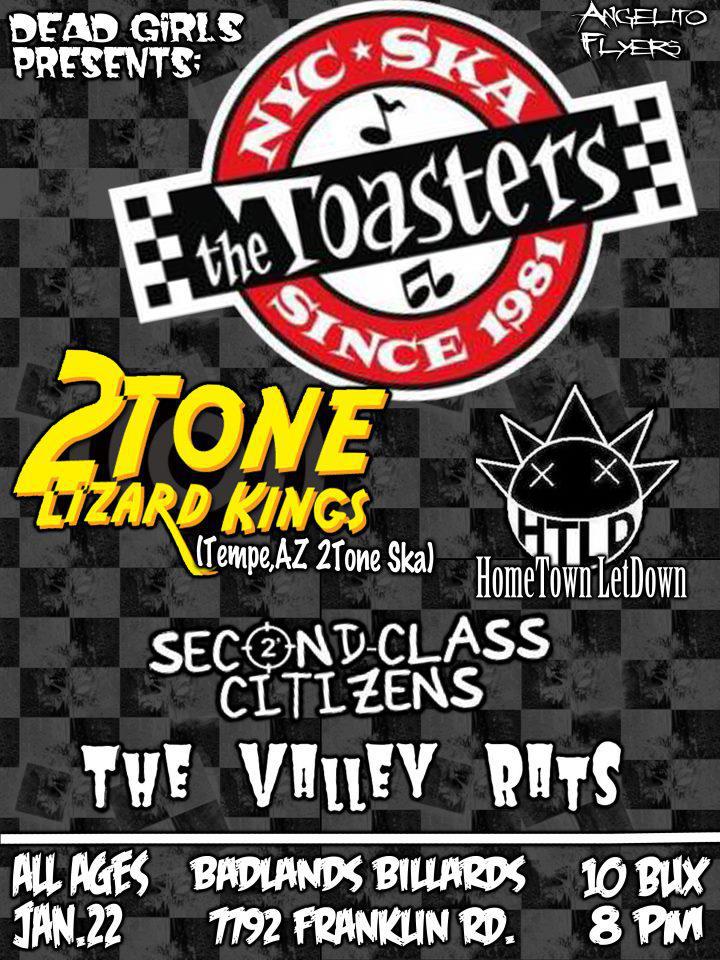 DEAD GIRLS
PRESENTS;
ANGELITO
FLYERS
NYC ★ SKA
the Toasters
SINCE 1981
2TONE
LIZARD KINGS
(Tempe,AZ 2Tone Ska)
HTLD
HomeTown LetDown
SECOND-CLASS
2
CITIZENS
THE VALLEY RATS
ALL AGES
JAN.22
BADLANDS BILLARDS
7792 FRANKLIN RD.
10 BUX
8 PM